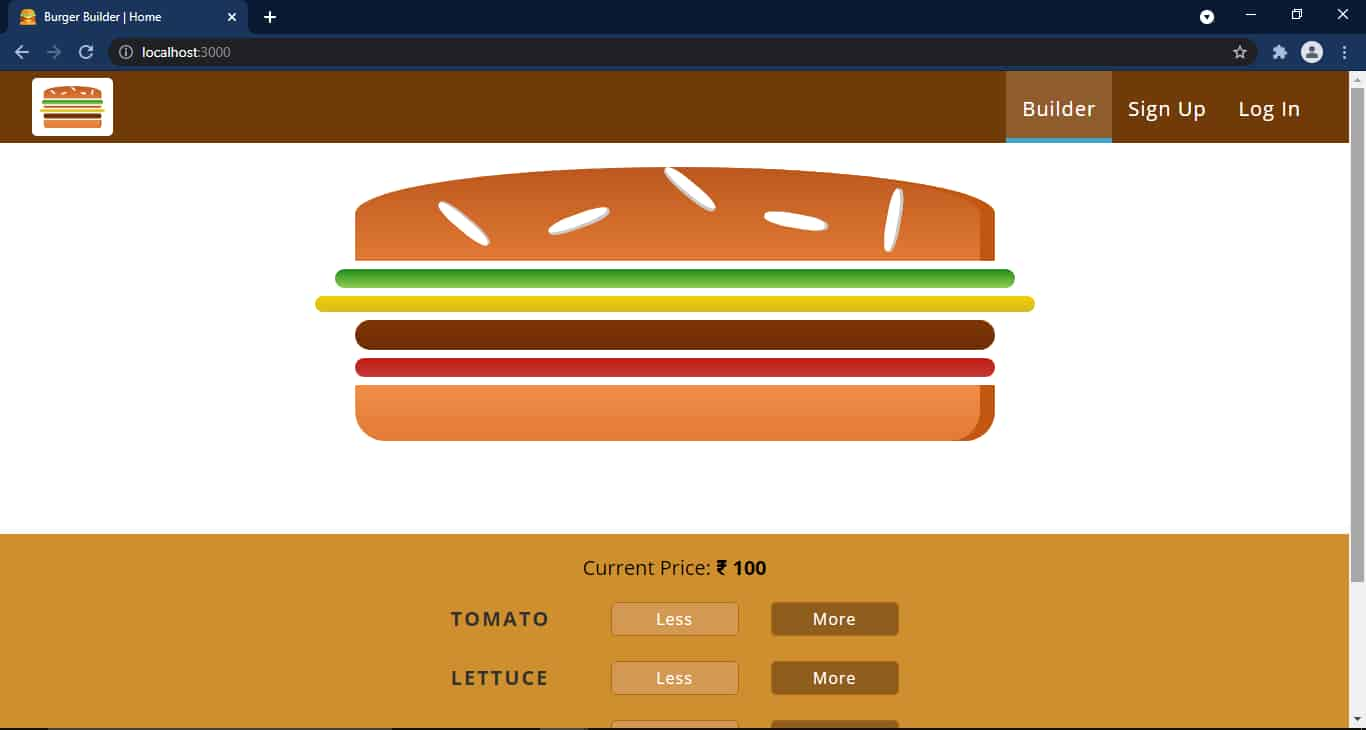 Burger Builder | Home
localhost:3000
Builder Sign Up Log In
Current Price: ₹ 100
TOMATO Less More
LETTUCE Less More